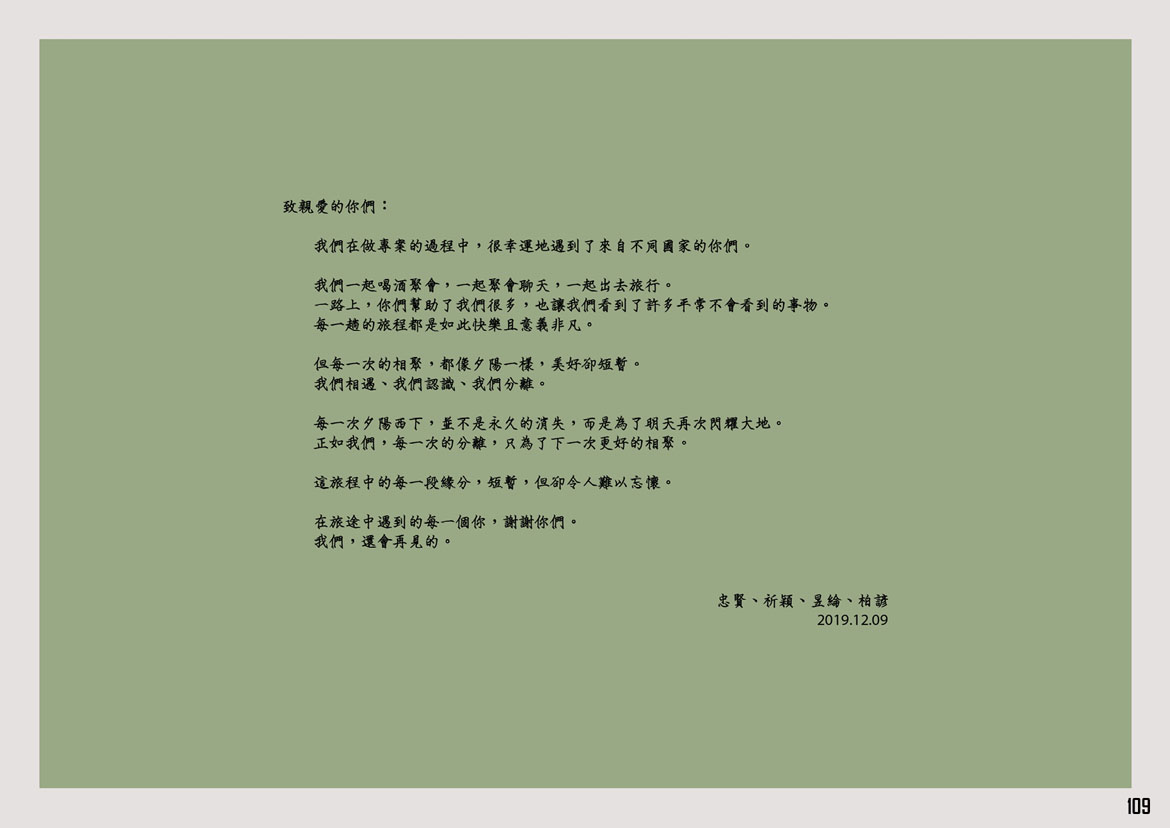 致親愛的你們：
我們在做專案的過程中，很幸運地遇到了來自不同國家的你們。
我們一起喝酒聚會，一起聚會聊天，一起出去旅行。
一路上，你們幫助了我們很多，也讓我們看到了許多平常不會看到的事物。
每一趟的旅程都是如此快樂且意義非凡。
但每一次的相聚，都像夕陽一樣，美好卻短暫。
我們相遇、我們認識、我們分離。
每一次夕陽西下，並不是永久的消失，而是為了明天再次閃耀大地。
正如我們，每一次的分離，只為了下一次更好的相聚。
這旅程中的每一段緣分，短暫，但卻令人難以忘懷。
在旅途中遇到的每一個你，謝謝你們。
我們，還會再見的。
忠賢、祈穎、昱綸、柏諺
2019.12.09
109